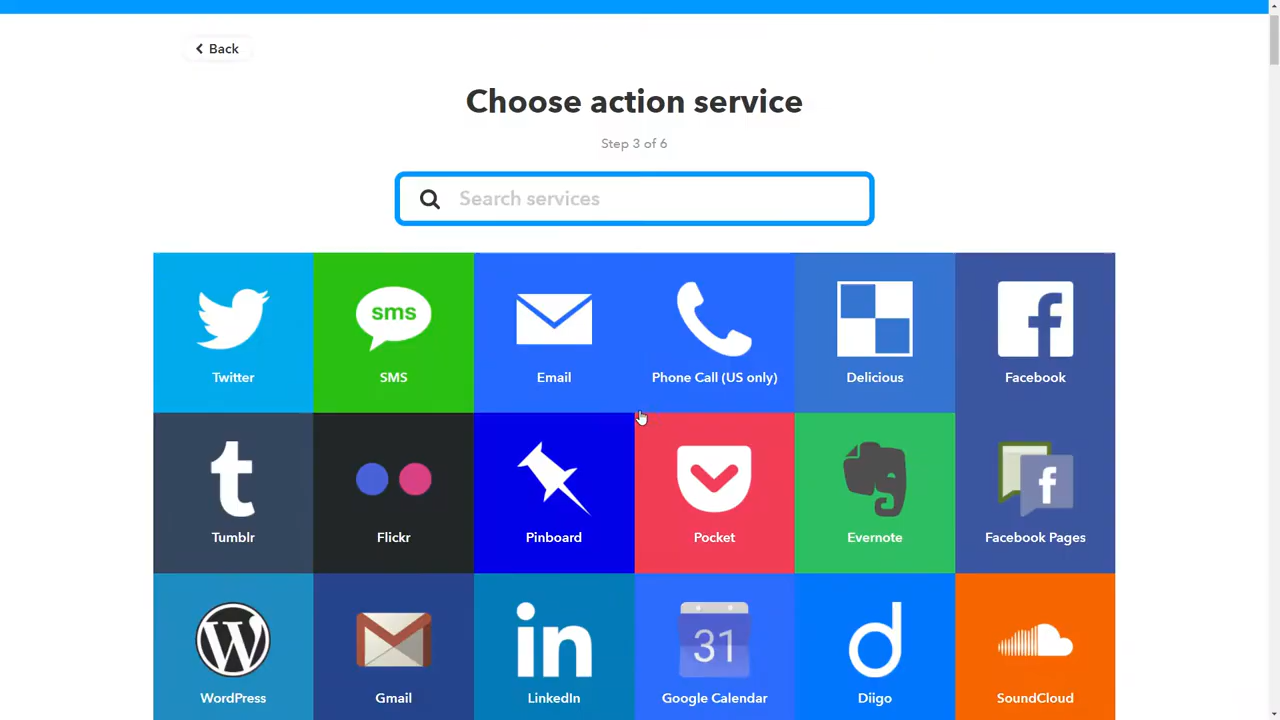 Back
Choose action service
Step 3 of 6
Search services
sms
Twitter
SMS
Email
Phone Call (US only)
Delicious
Facebook
Tumblr
Flickr
Pinboard
Pocket
Evernote
Facebook Pages
31
WordPress
Gmail
LinkedIn
Google Calendar
Diigo
SoundCloud